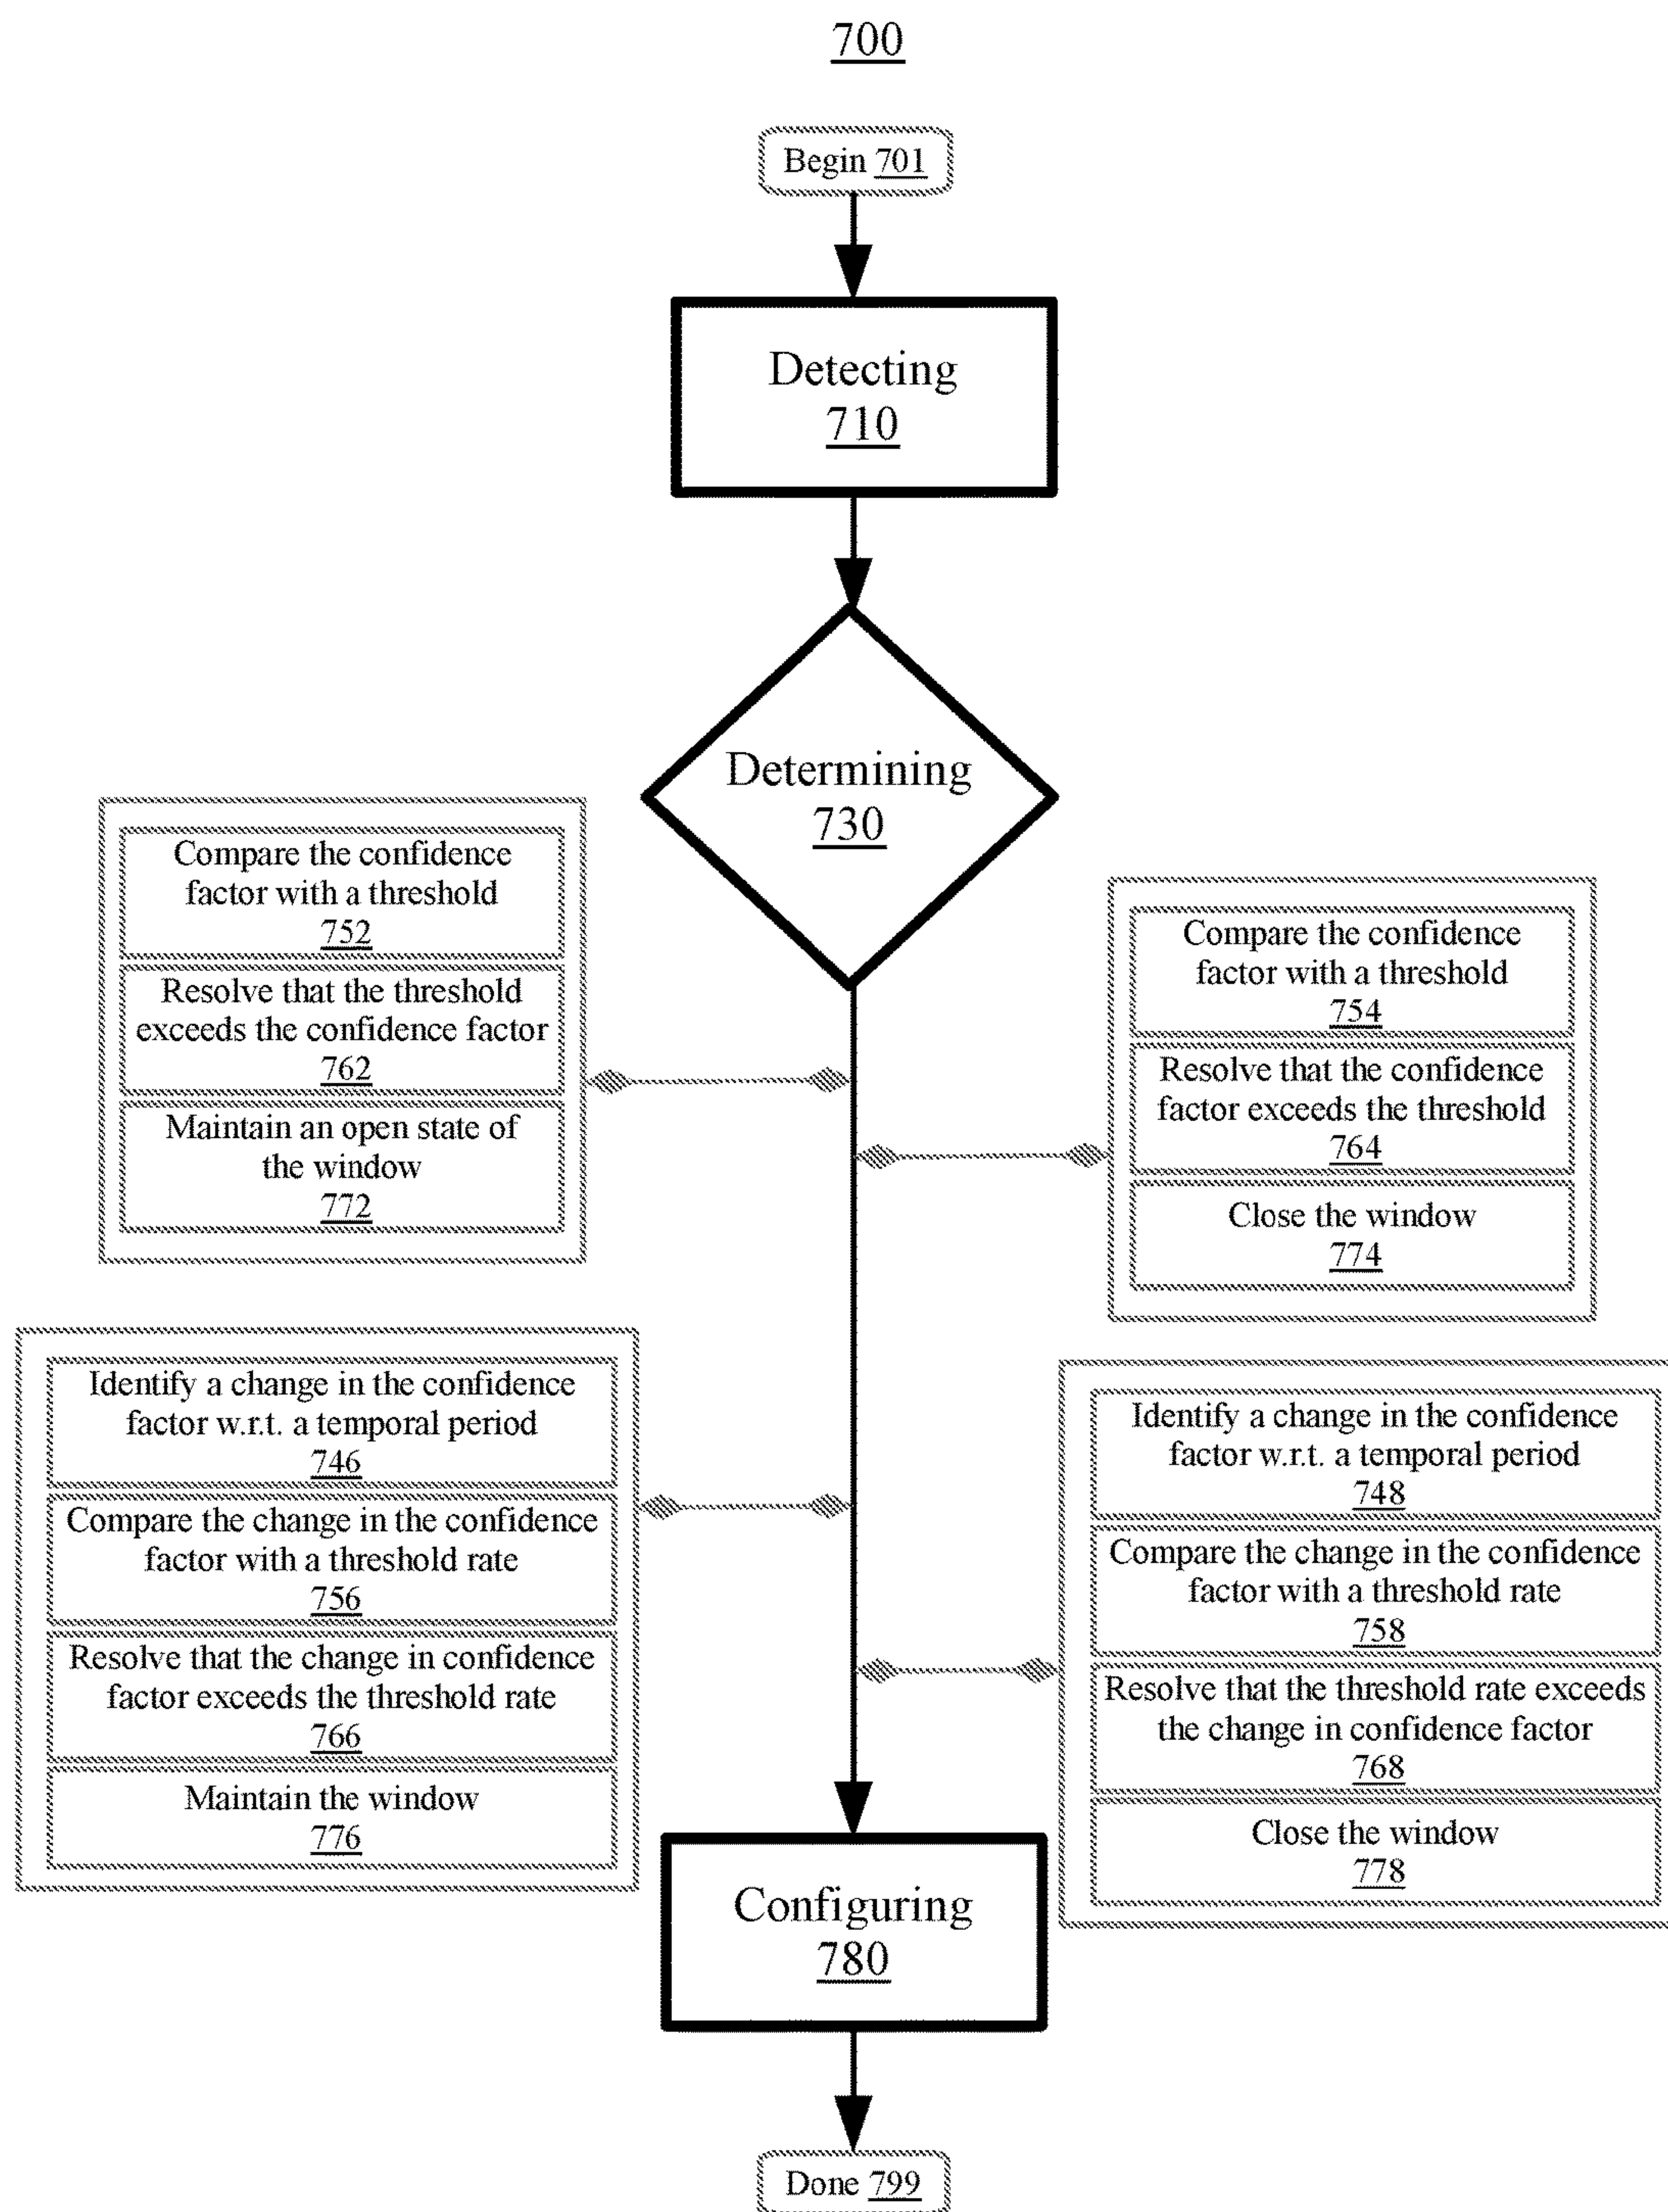 700
Begin 701
Detecting
710
Determining
730
Compare the confidence
factor with a threshold
752
Resolve that the threshold
exceeds the confidence factor
762
Maintain an open state of
the window
772
Compare the confidence
factor with a threshold
754
Resolve that the confidence
factor exceeds the threshold
764
Close the window
774
Identify a change in the confidence
factor w.r.t. a temporal period
746
Compare the change in the confidence
factor with a threshold rate
756
Resolve that the change in confidence
factor exceeds the threshold rate
766
Maintain the window
776
Identify a change in the confidence
factor w.r.t. a temporal period
748
Compare the change in the confidence
factor with a threshold rate
758
Resolve that the threshold rate exceeds
the change in confidence factor
768
Close the window
778
Configuring
780
Done 799